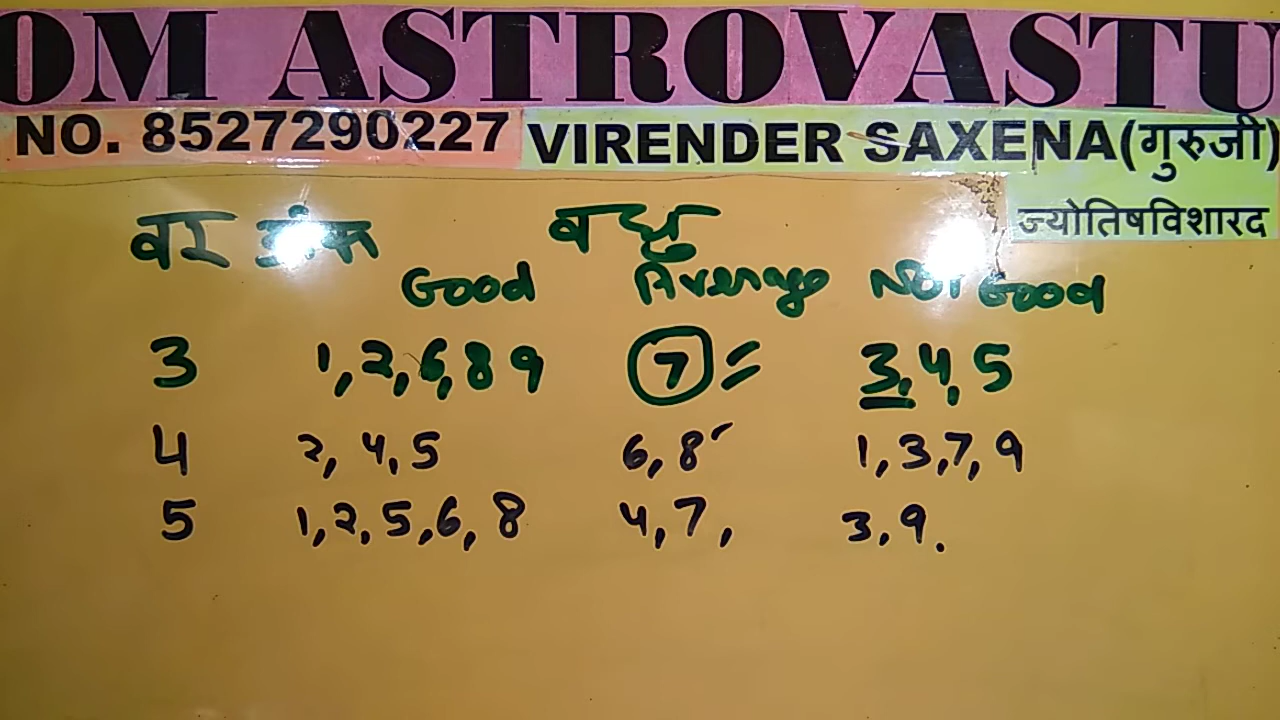 OM ASTROVASTU
NO. 8527290227 VIRENDER SAXENA(गुरुजी)
ज्योतिषविशारद
वर अंक वधु
Good Average Not Good
3 1,2,6,8 9 7 = 3,4,5
4 2,4,5 6,8 1,3,7,9
5 1,2,5,6,8 4,7, 3,9.